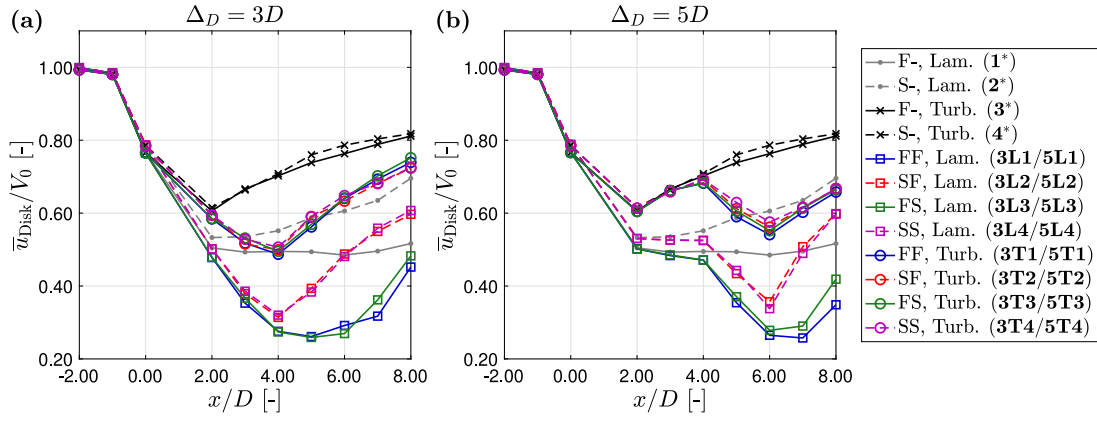 (a)
Δ_D = 3D
1.00
0.80
0.60
0.40
0.20
u̅_Disk/V_0 [-]
-2.00 0.00 2.00 4.00 6.00 8.00
x/D [-]
(b)
Δ_D = 5D
1.00
0.80
0.60
0.40
0.20
u̅_Disk/V_0 [-]
-2.00 0.00 2.00 4.00 6.00 8.00
x/D [-]
F-, Lam. (1*)
S-, Lam. (2*)
F-, Turb. (3*)
S-, Turb. (4*)
FF, Lam. (3L1/5L1)
SF, Lam. (3L2/5L2)
FS, Lam. (3L3/5L3)
SS, Lam. (3L4/5L4)
FF, Turb. (3T1/5T1)
SF, Turb. (3T2/5T2)
FS, Turb. (3T3/5T3)
SS, Turb. (3T4/5T4)